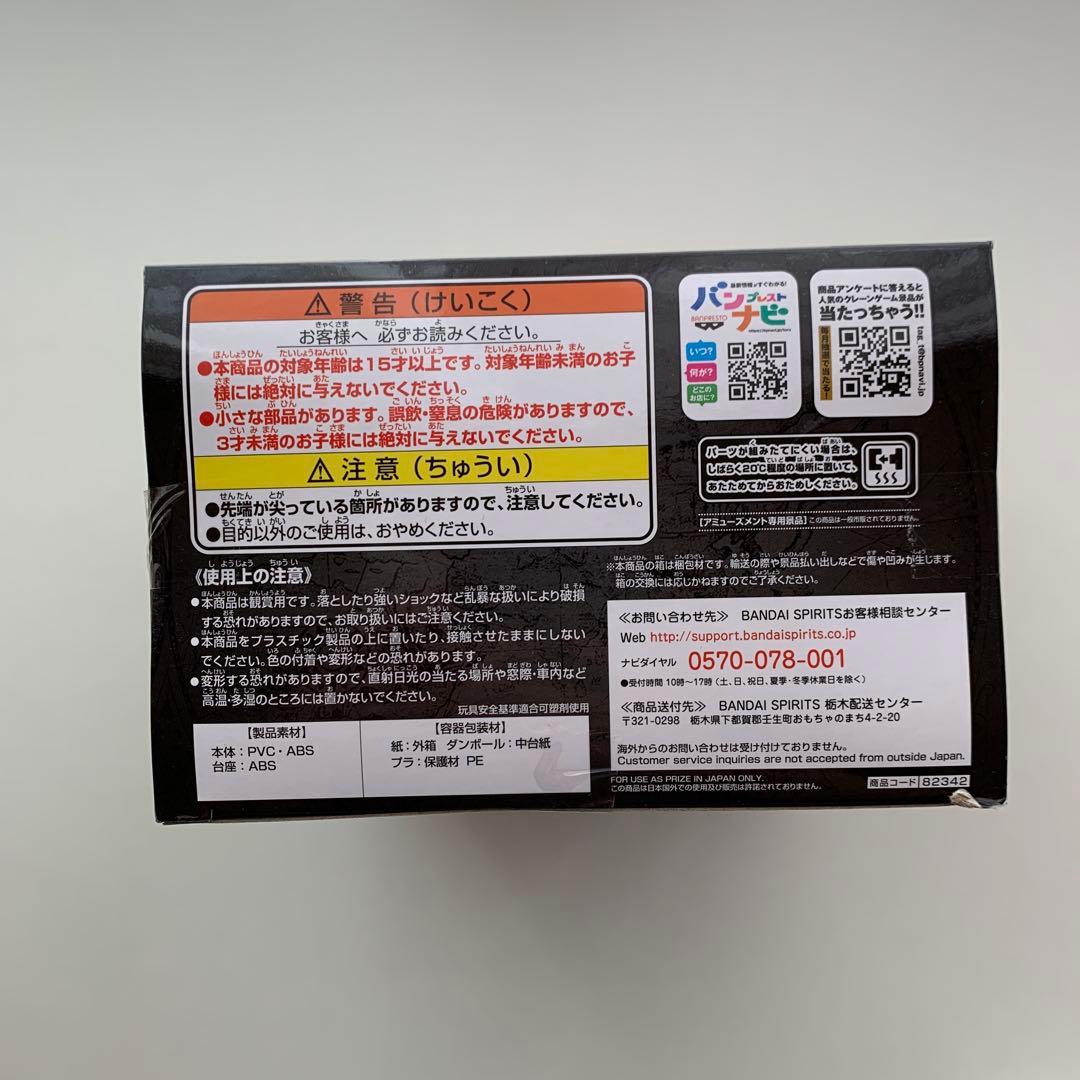 ⚠警告（けいこく）
お客様へ 必ずお読みください。
●本商品の対象年齢は15才以上です。対象年齢未満のお子
様には絶対に与えないでください。
●小さな部品があります。誤飲・窒息の危険がありますので、
3才未満のお子様には絶対に与えないでください。
⚠注意（ちゅうい）
●先端が尖っている箇所がありますので、注意してください。
●目的以外のご使用は、おやめください。
《使用上の注意》
●本商品は観賞用です。落としたり強いショックなど乱暴な扱いにより破損
する恐れがありますので、お取り扱いにはご注意ください。
●本商品をプラスチック製品の上に置いたり、接触させたままにしない
でください。色の付着や変形などの恐れがあります。
●変形する恐れがありますので、直射日光の当たる場所や窓際・車内など
高温・多湿のところには置かないでください。
玩具安全基準適合可塑剤使用
【製品素材】
本体：PVC・ABS
台座：ABS
【容器包装材】
紙：外箱 ダンボール：中台紙
プラ：保護材 PE
最新情報がすぐわかる！
バンプレストナビ
BANPRESTO
いつ？
何が？
どこのお店に？
商品アンケートに答えると
人気のクレーンゲーム景品が
当たっちゃう!!
毎月抽選で当たる！
パーツが組みたてにくい場合は、
しばらく20℃程度の場所に置いて、
あたためてからおためしください。
【アミューズメント専用景品】この商品は一般市販されておりません。
※本商品の箱は梱包材です。輸送の際や景品払い出しなどで傷や凹みが生じます。
箱の交換には応じかねますのでご了承ください。
≪お問い合わせ先≫ BANDAI SPIRITSお客様相談センター
Web http://support.bandaispirits.co.jp
ナビダイヤル 0570-078-001
●受付時間 10時〜17時（土、日、祝日、夏季・冬季休業日を除く）
≪商品送付先≫ BANDAI SPIRITS 栃木配送センター
〒321-0298 栃木県下都賀郡壬生町おもちゃのまち4-2-20
海外からのお問い合わせは受け付けておりません。
Customer service inquiries are not accepted from outside Japan.
FOR USE AS PRIZE IN JAPAN ONLY.
この商品は日本国外での使用及び販売は許諾されておりません。
商品コード 82342